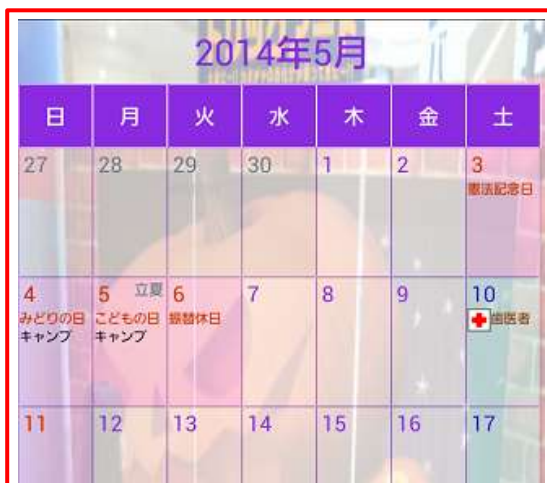 2014年5月
日 月 火 水 木 金 土
27 28 29 30 1 2 3
憲法記念日
4 5 立夏 6 7 8 9 10
みどりの日 こどもの日 振替休日 歯医者
キャンプ キャンプ
11 12 13 14 15 16 17